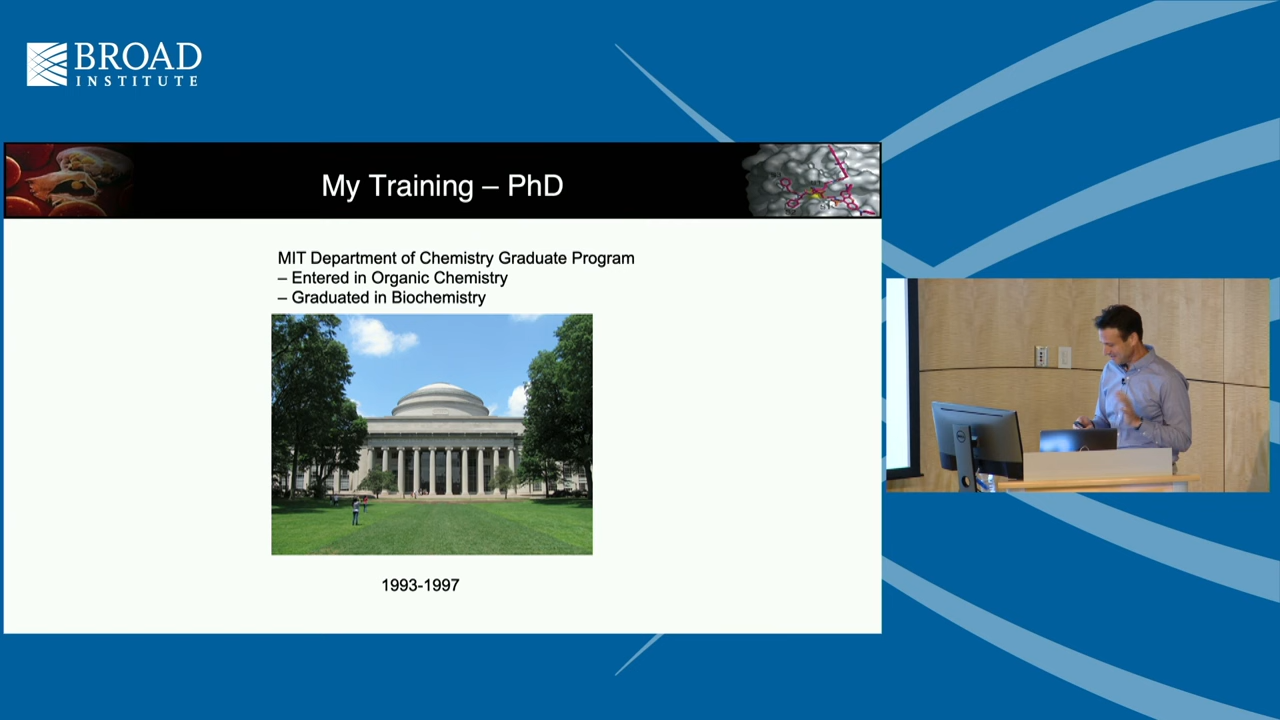 BROAD
INSTITUTE
My Training – PhD
MIT Department of Chemistry Graduate Program
– Entered in Organic Chemistry
– Graduated in Biochemistry
1993-1997